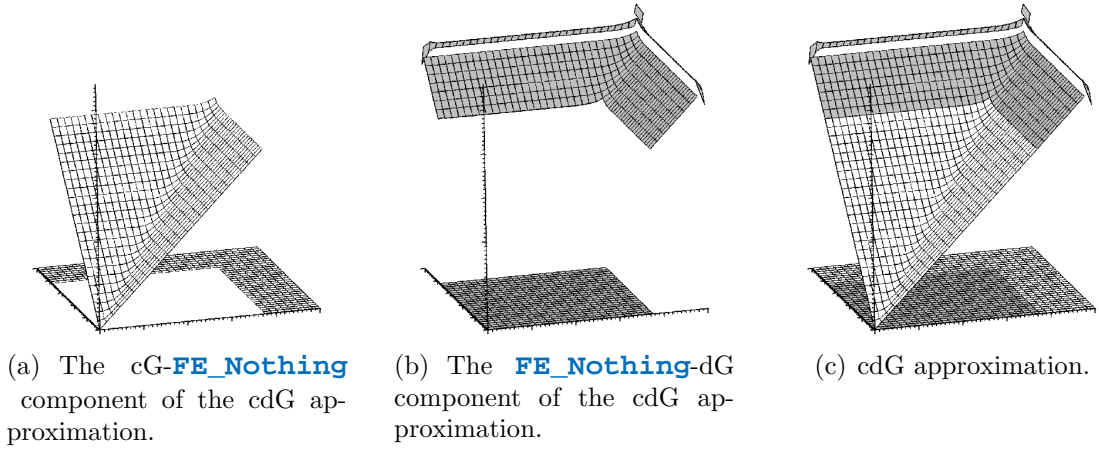 (a) The cG-FE_Nothing
component of the cdG ap-
proximation.
(b) The FE_Nothing-dG
component of the cdG ap-
proximation.
(c) cdG approximation.